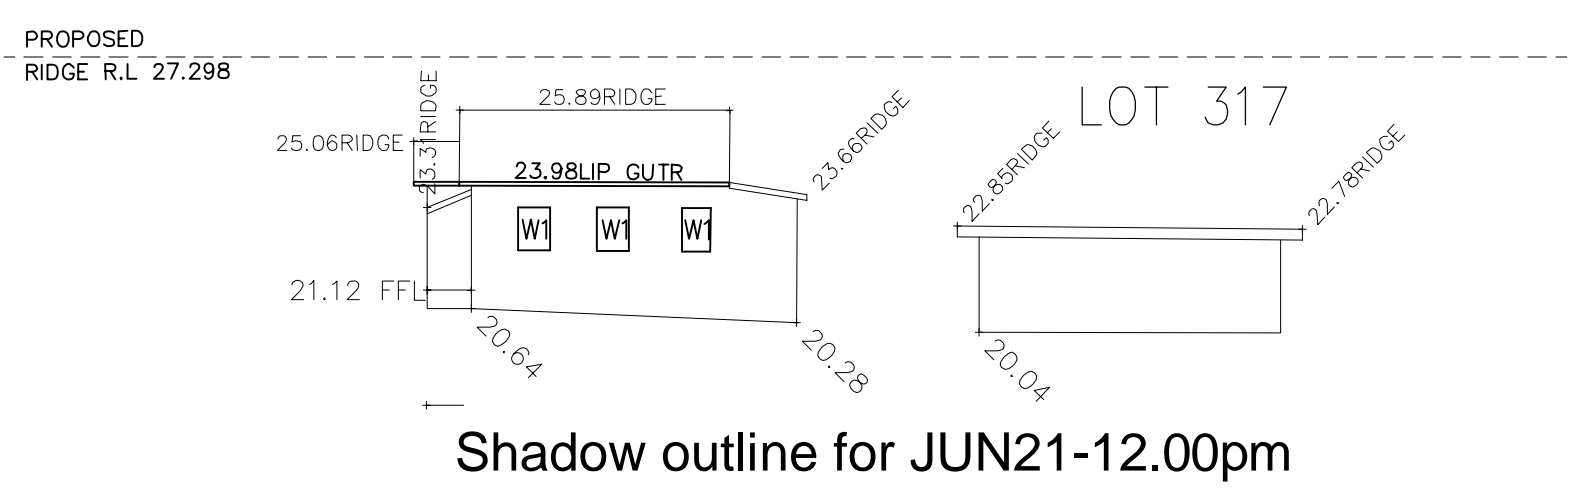 PROPOSED
RIDGE R.L 27.298
25.89RIDGE
LOT 317
25.06RIDGE
23.31RIDGE
23.98LIP GUTR
23.66RIDGE
22.85RIDGE
22.78RIDGE
W1
W1
W1
21.12 FFL
20.64
20.28
20.04
Shadow outline for JUN21-12.00pm